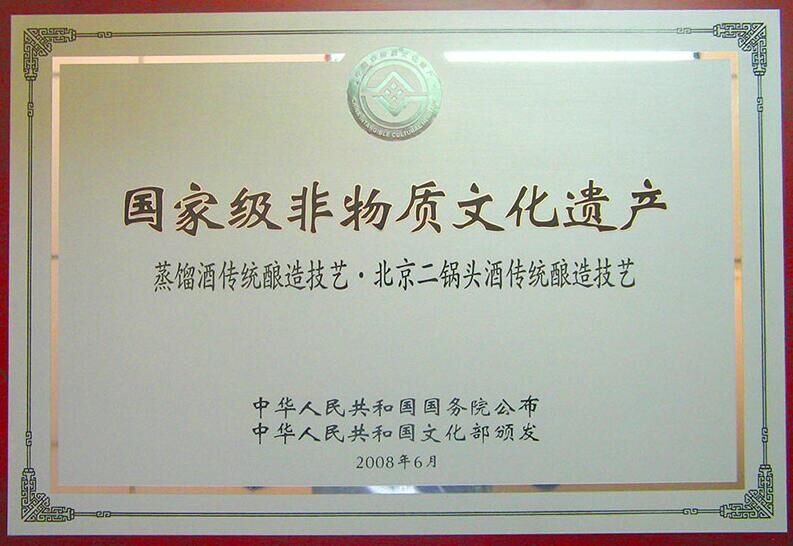 国家级非物质文化遗产
蒸馏酒传统酿造技艺·北京二锅头酒传统酿造技艺
中华人民共和国国务院公布
中华人民共和国文化部颁发
2008年6月